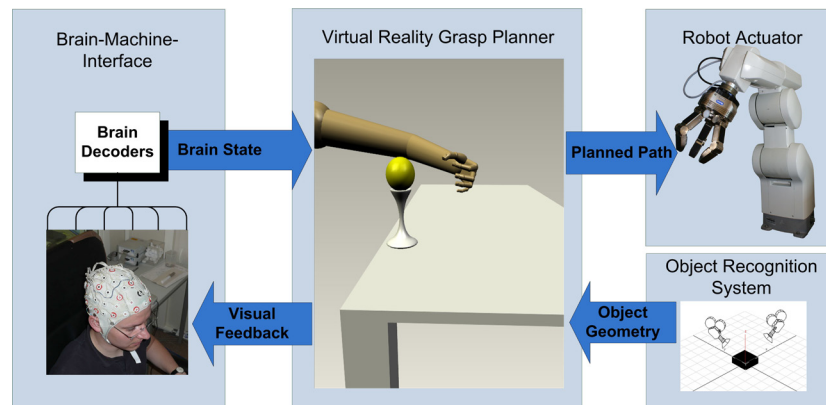 Brain-Machine-
Interface
Brain
Decoders
Brain State
Visual
Feedback
Virtual Reality Grasp Planner
Planned Path
Object
Geometry
Robot Actuator
Object Recognition
System